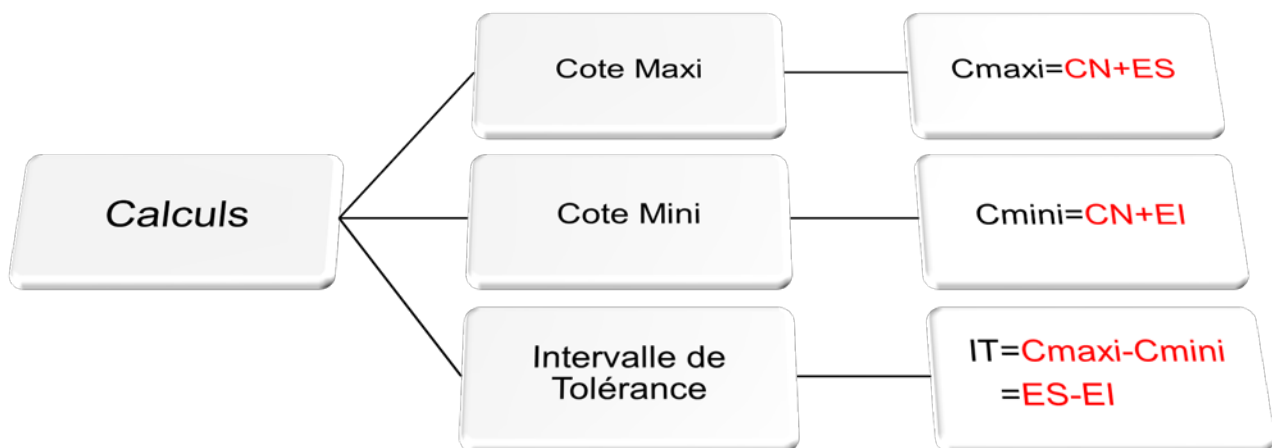 Calculs
Cote Maxi
Cmaxi=CN+ES
Cote Mini
Cmini=CN+EI
Intervalle de
Tolérance
IT=Cmaxi-Cmini
=ES-EI